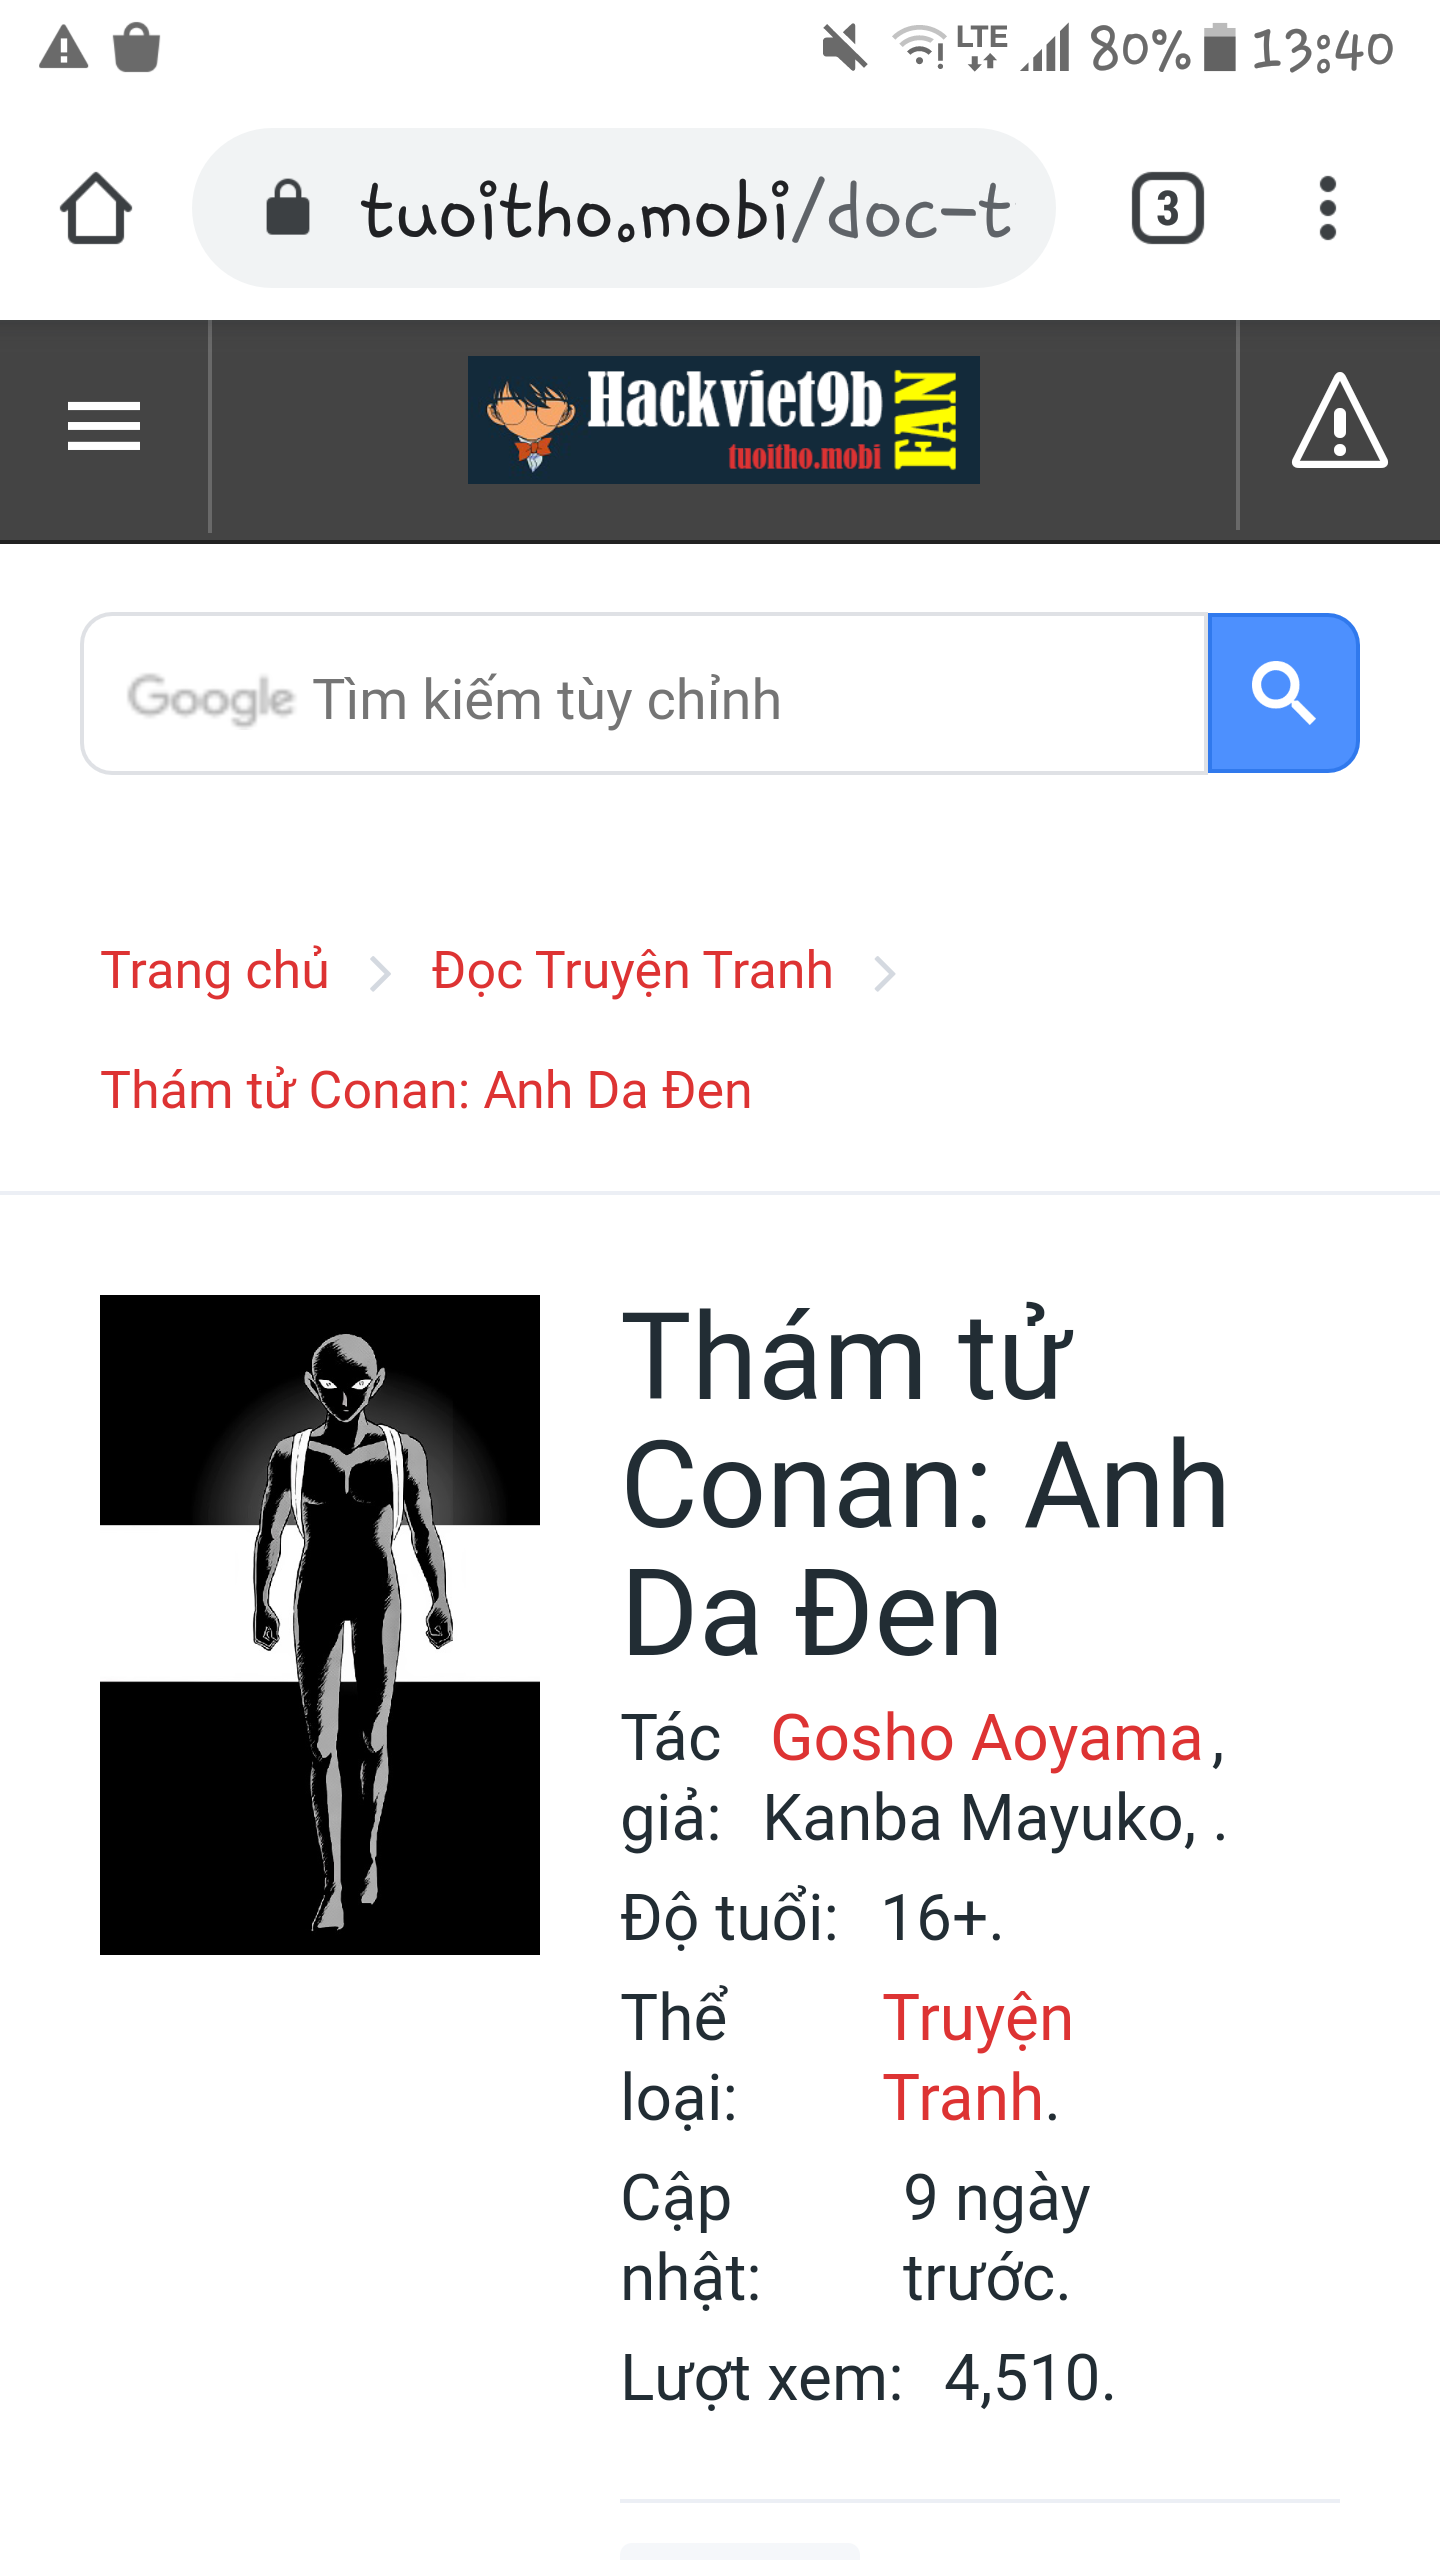 LTE 80% 13:40
tuoitho.mobi/doc-t
3
Hackviet9b FAN
tuoitho.mobi
Google Tìm kiếm tùy chỉnh
Trang chủ > Đọc Truyện Tranh >
Thám tử Conan: Anh Da Đen
Thám tử
Conan: Anh
Da Đen
Tác Gosho Aoyama,
giả: Kanba Mayuko, .
Độ tuổi: 16+.
Thể Truyện
loại: Tranh.
Cập 9 ngày
nhật: trước.
Lượt xem: 4,510.